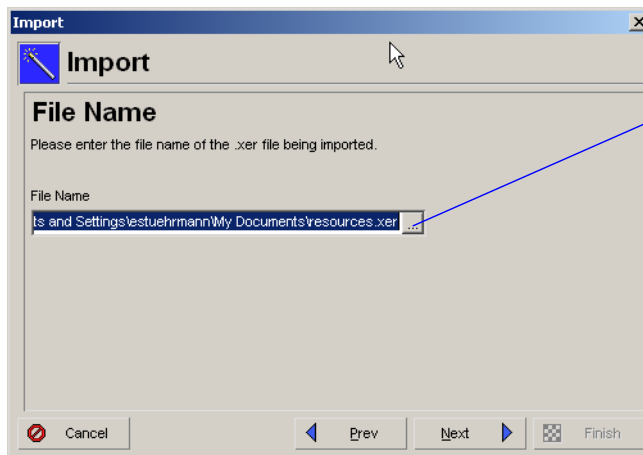 Import
Import
File Name
Please enter the file name of the .xer file being imported.
File Name
ts and Settings\estuehrmann\My Documents\resources.xer ...
Cancel
Prev
Next
Finish